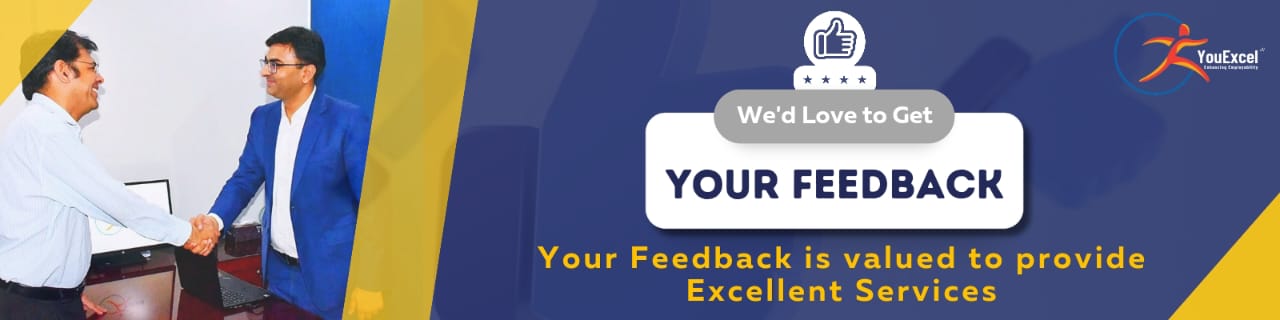 YouExcel
Enhancing Employability
We'd Love to Get
YOUR FEEDBACK
Your Feedback is valued to provide
Excellent Services